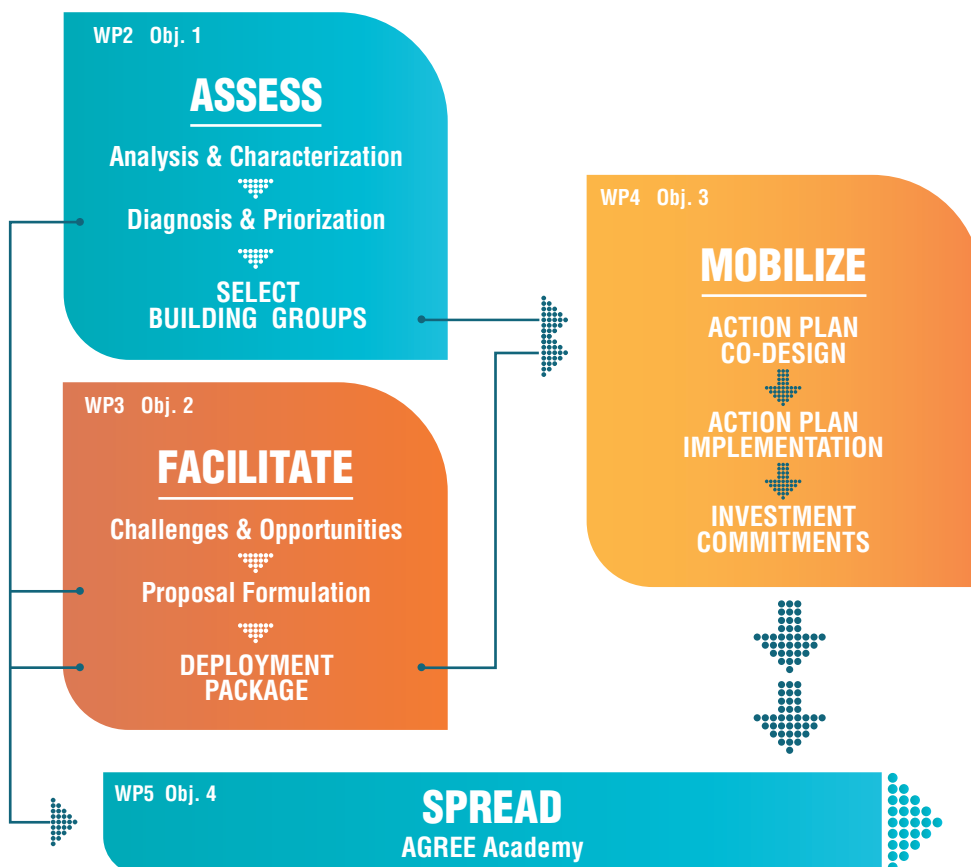 WP2 Obj. 1
ASSESS
Analysis & Characterization
Diagnosis & Priorization
SELECT
BUILDING GROUPS
WP3 Obj. 2
FACILITATE
Challenges & Opportunities
Proposal Formulation
DEPLOYMENT
PACKAGE
WP4 Obj. 3
MOBILIZE
ACTION PLAN
CO-DESIGN
ACTION PLAN
IMPLEMENTATION
INVESTMENT
COMMITMENTS
WP5 Obj. 4
SPREAD
AGREE Academy